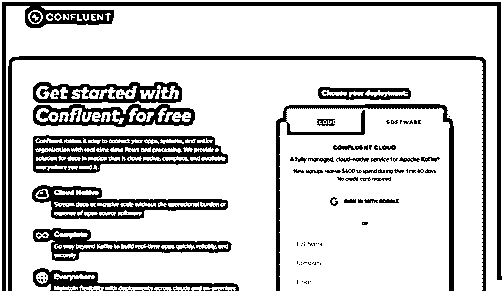 CONFLUENT
Get started with
Confluent, for free
Choose your deployment:
CLOUD
SOFTWARE
Confluent makes it easy to connect your apps, systems, and entire
organization with real-time data flows and processing. We provide a
solution for data in motion that is cloud native, complete, and available
everywhere you need it.
CONFLUENT CLOUD
A fully managed, cloud-native service for Apache Kafka®
New signups receive $400 to spend during their first 60 days.
No credit card required.
Cloud Native
Stream data at massive scale without the operational burden or
expense of open source software
SIGN IN WITH GOOGLE
Complete
Go way beyond Kafka to build real-time apps quickly, reliably, and
securely
OR
Full Name
Company
Email
Everywhere
Maintain flexibility with deployments across clouds and on-premises